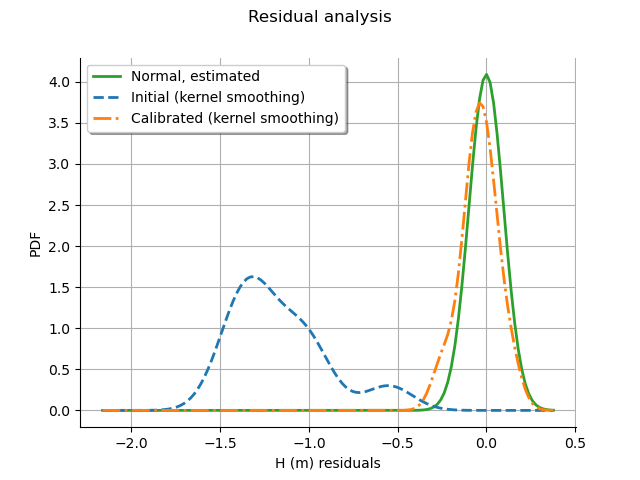 Residual analysis
Normal, estimated
Initial (kernel smoothing)
Calibrated (kernel smoothing)
PDF
4.0
3.5
3.0
2.5
2.0
1.5
1.0
0.5
0.0
−2.0 −1.5 −1.0 −0.5 0.0 0.5
H (m) residuals